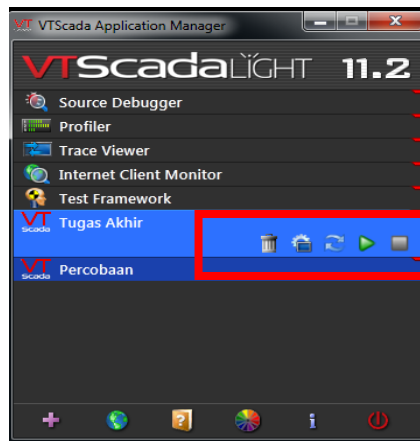 VTScada Application Manager
VTScadaLIGHT 11.2
Source Debugger
Profiler
Trace Viewer
Internet Client Monitor
Test Framework
VT
Scada
Tugas Akhir
VT
Scada
Percobaan